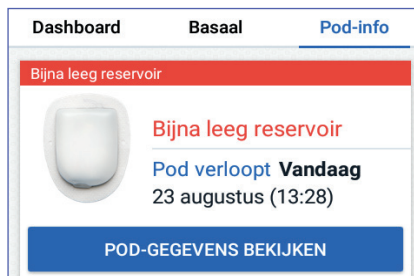 Dashboard Basaal Pod-info
Bijna leeg reservoir
Bijna leeg reservoir
Pod verloopt Vandaag
23 augustus (13:28)
POD-GEGEVENS BEKIJKEN